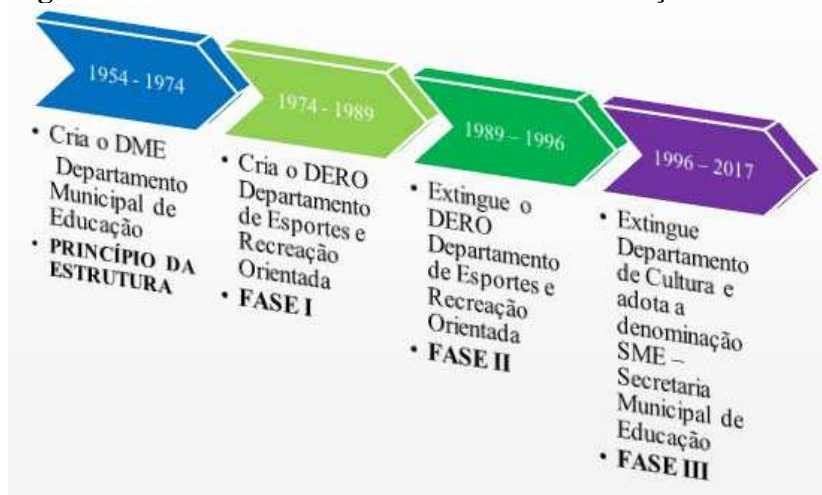 1954 - 1974
• Cria o DME
Departamento
Municipal de
Educação
• PRINCÍPIO DA
ESTRUTURA
1974 - 1989
• Cria o DERO
Departamento
de Esportes e
Recreação
Orientada
• FASE I
1989 – 1996
• Extingue o
DERO
Departamento
de Esportes e
Recreação
Orientada
• FASE II
1996 – 2017
• Extingue
Departamento
de Cultura e
adota a
denominação
SME –
Secretaria
Municipal de
Educação
• FASE III